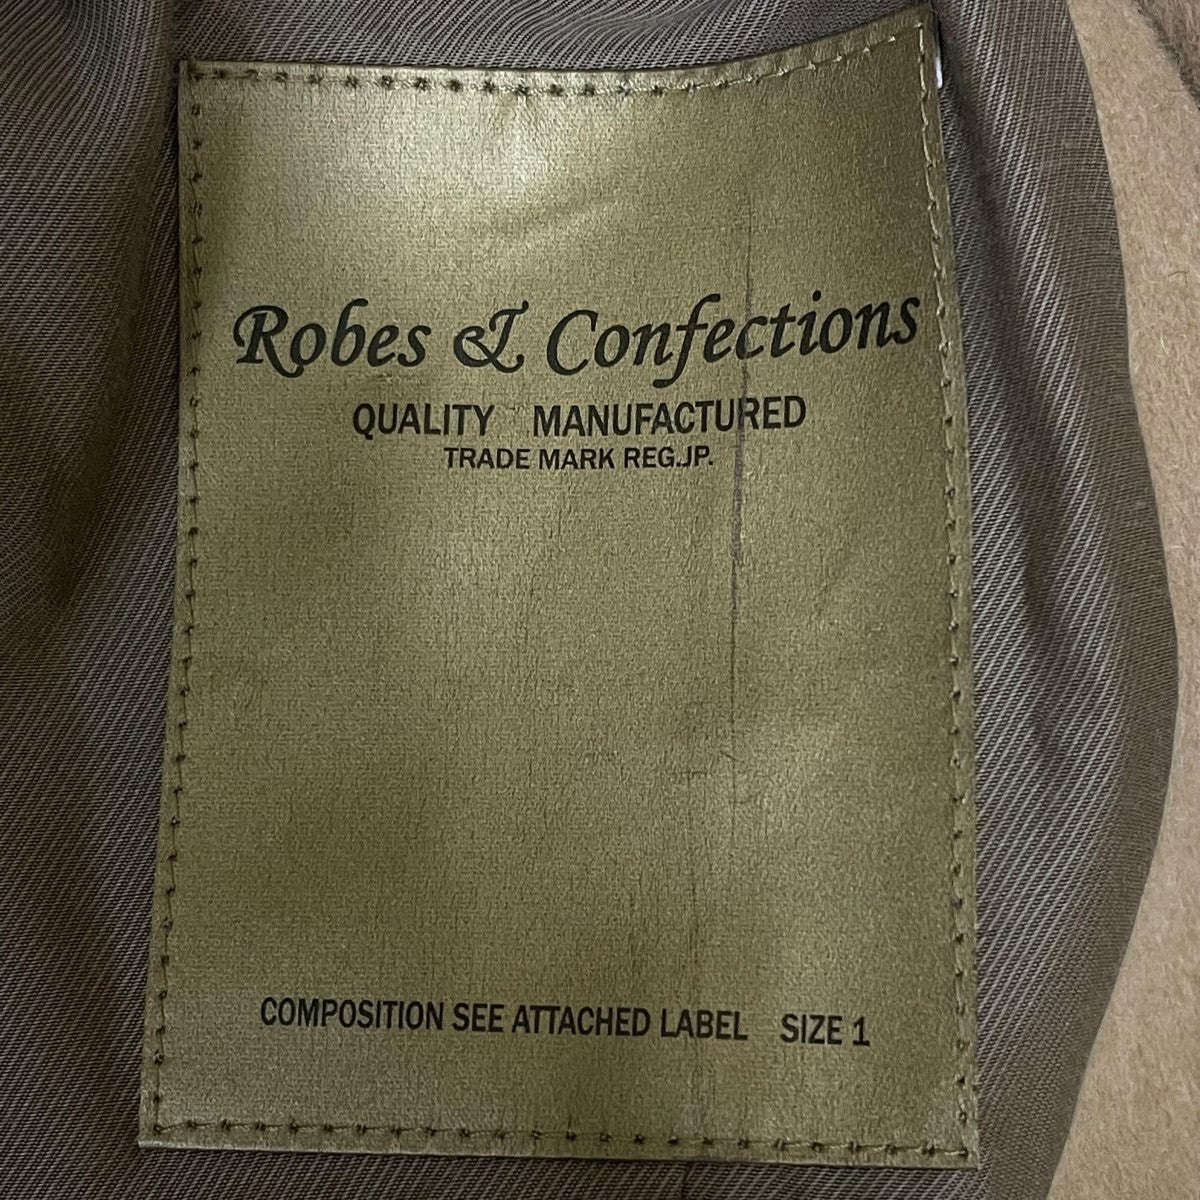 Robes & Confections
QUALITY MANUFACTURED
TRADE MARK REG.JP.
COMPOSITION SEE ATTACHED LABEL SIZE 1